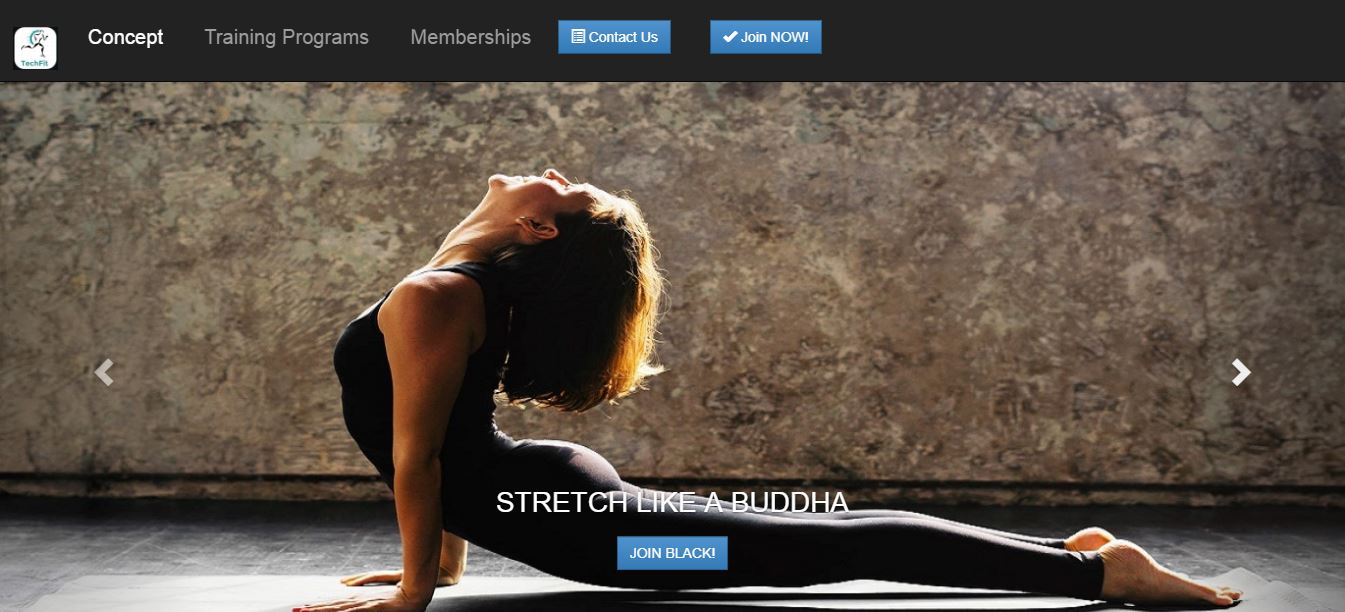 TechFit
Concept
Training Programs
Memberships
Contact Us
Join NOW!
STRETCH LIKE A BUDDHA
JOIN BLACK!